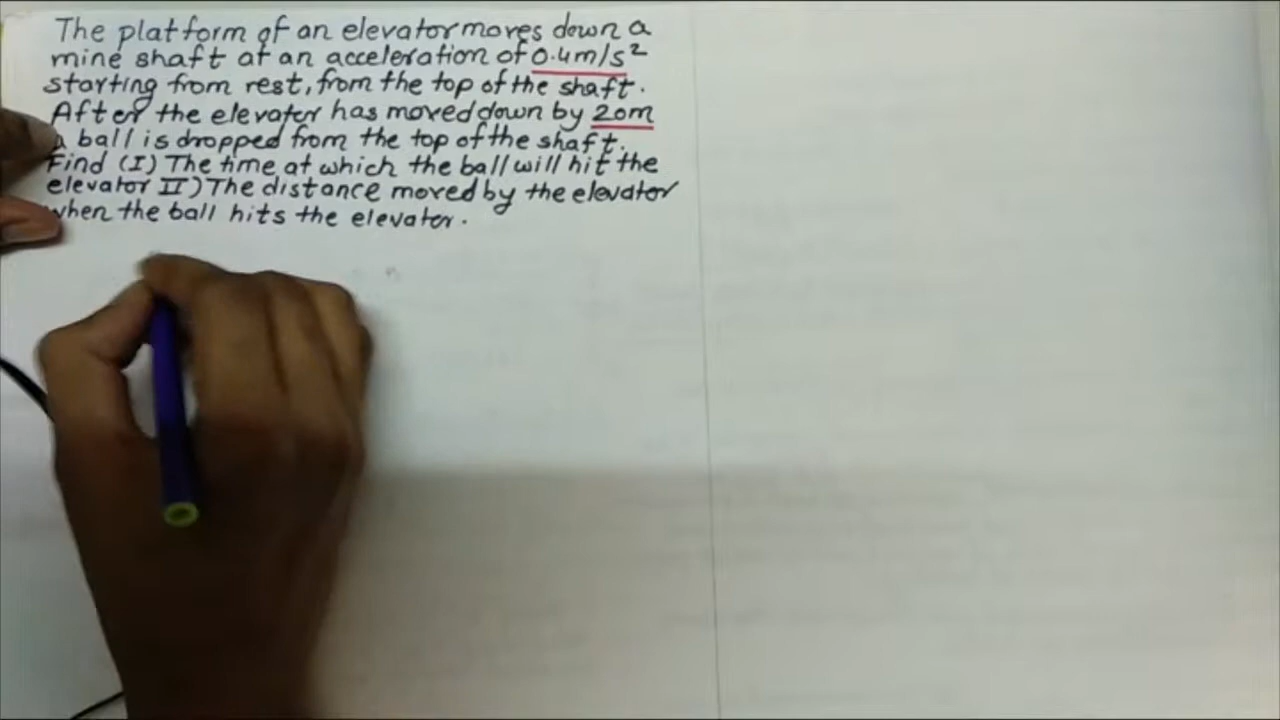 The platform of an elevator moves down a
mine shaft at an acceleration of 0.4m/s²
starting from rest, from the top of the shaft.
After the elevator has moved down by 20m
a ball is dropped from the top of the shaft.
Find (I) The time at which the ball will hit the
elevator II) The distance moved by the elevator
when the ball hits the elevator.